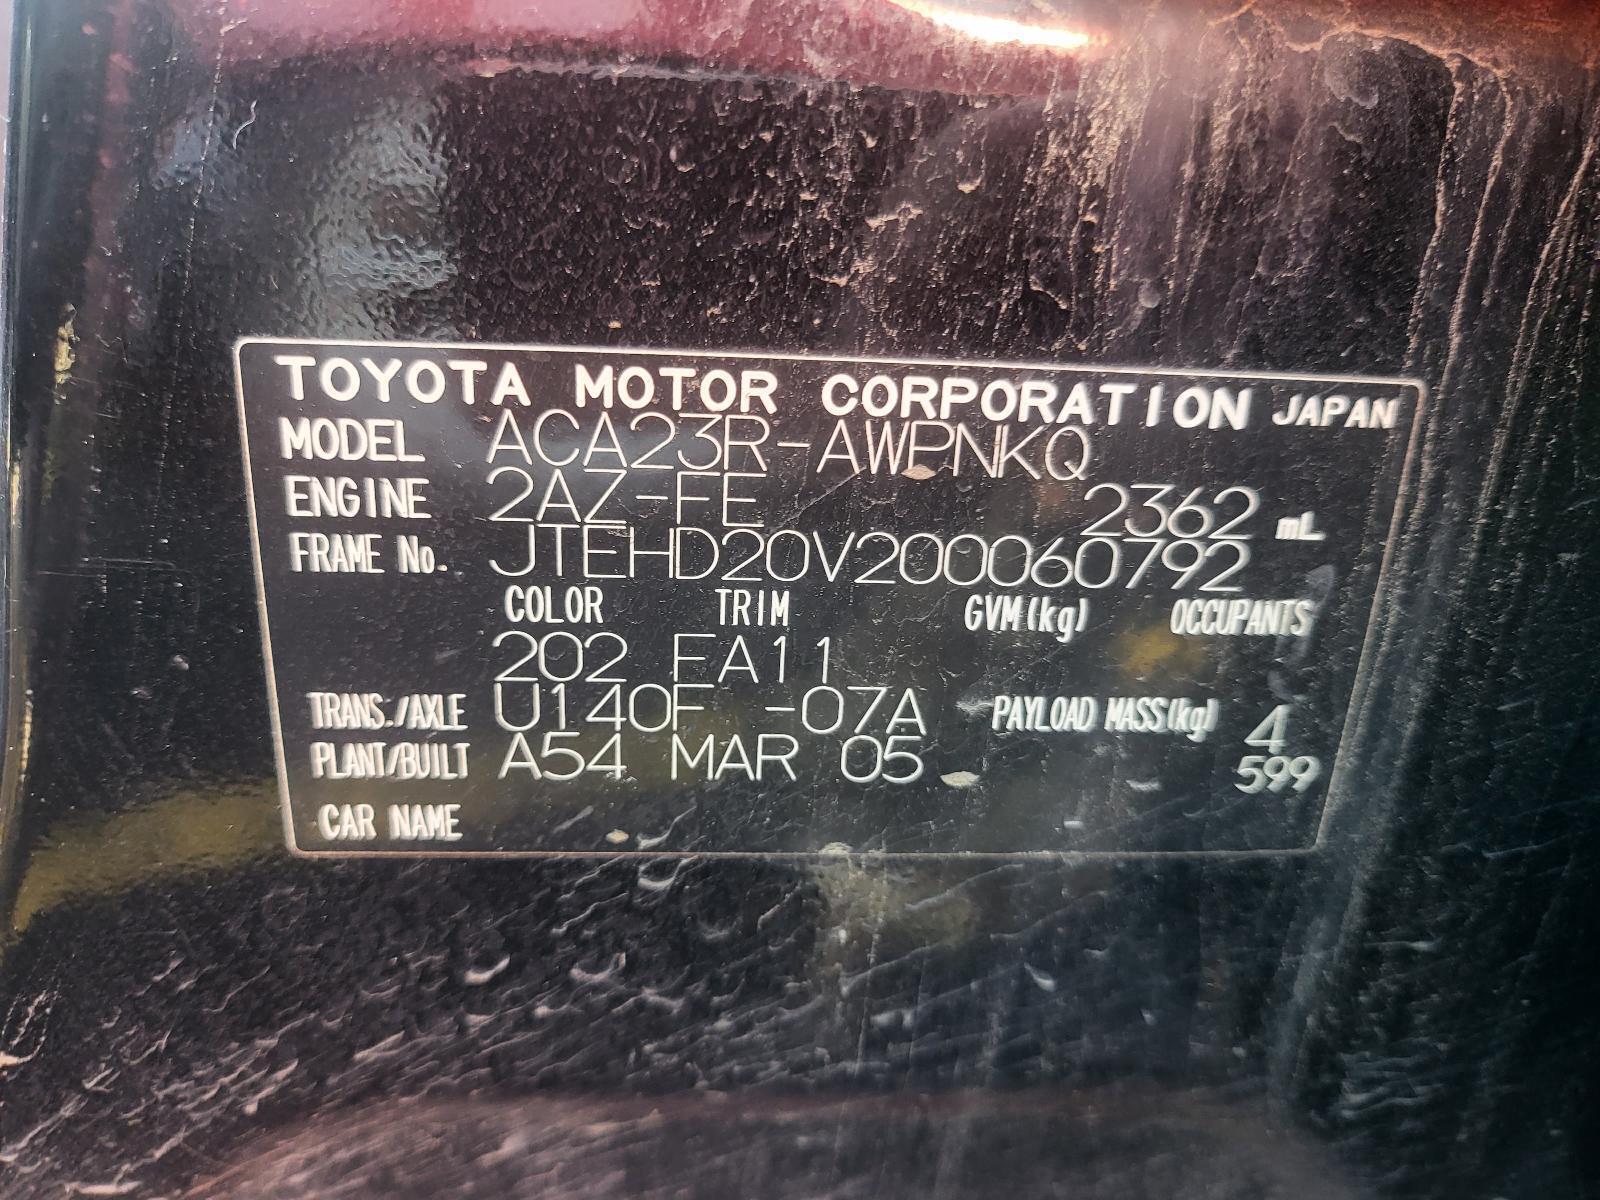 TOYOTA MOTOR CORPORATION JAPAN
MODEL ACA23R-AWPNKQ
ENGINE 2AZ-FE 2362 mL
FRAME No. JTEHD20V200060792
COLOR TRIM GVM(kg) OCCUPANTS
202 FA11
TRANS./AXLE U140F -07A PAYLOAD MASS(kg) 4
PLANT/BUILT A54 MAR 05 599
CAR NAME